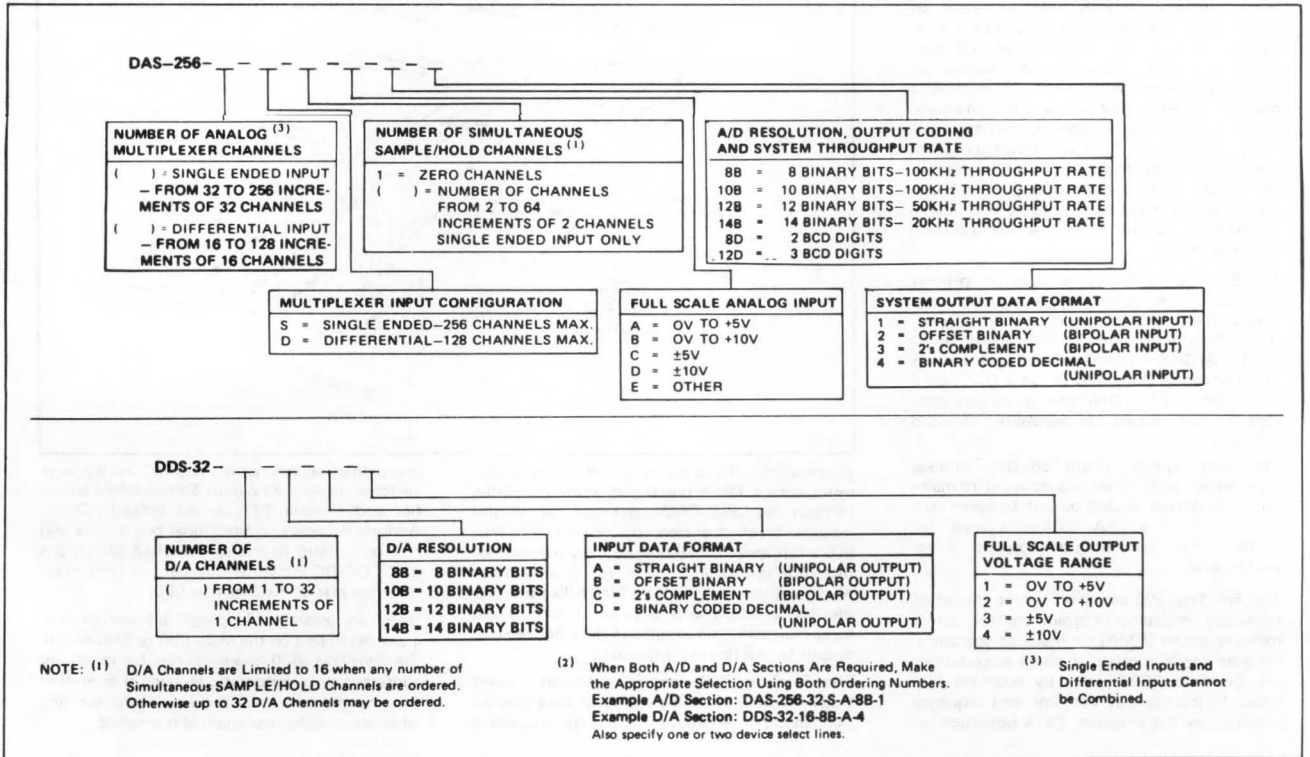 DAS–256–
NUMBER OF ANALOG (3)
MULTIPLEXER CHANNELS
( ) = SINGLE ENDED INPUT
– FROM 32 TO 256 INCRE-
MENTS OF 32 CHANNELS
( ) = DIFFERENTIAL INPUT
– FROM 16 TO 128 INCRE-
MENTS OF 16 CHANNELS
NUMBER OF SIMULTANEOUS
SAMPLE/HOLD CHANNELS (1)
1 = ZERO CHANNELS
( ) = NUMBER OF CHANNELS
FROM 2 TO 64
INCREMENTS OF 2 CHANNELS
SINGLE ENDED INPUT ONLY
A/D RESOLUTION, OUTPUT CODING
AND SYSTEM THROUGHPUT RATE
8B = 8 BINARY BITS–100KHz THROUGHPUT RATE
10B = 10 BINARY BITS–100KHz THROUGHPUT RATE
12B = 12 BINARY BITS– 50KHz THROUGHPUT RATE
14B = 14 BINARY BITS– 20KHz THROUGHPUT RATE
8D = 2 BCD DIGITS
12D = 3 BCD DIGITS
MULTIPLEXER INPUT CONFIGURATION
S = SINGLE ENDED–256 CHANNELS MAX.
D = DIFFERENTIAL–128 CHANNELS MAX.
FULL SCALE ANALOG INPUT
A = 0V TO +5V
B = 0V TO +10V
C = ±5V
D = ±10V
E = OTHER
SYSTEM OUTPUT DATA FORMAT
1 = STRAIGHT BINARY (UNIPOLAR INPUT)
2 = OFFSET BINARY (BIPOLAR INPUT)
3 = 2's COMPLEMENT (BIPOLAR INPUT)
4 = BINARY CODED DECIMAL
(UNIPOLAR INPUT)
DDS-32–
NUMBER OF
D/A CHANNELS (1)
( ) FROM 1 TO 32
INCREMENTS OF
1 CHANNEL
D/A RESOLUTION
8B = 8 BINARY BITS
10B = 10 BINARY BITS
12B = 12 BINARY BITS
14B = 14 BINARY BITS
INPUT DATA FORMAT
A = STRAIGHT BINARY (UNIPOLAR OUTPUT)
B = OFFSET BINARY (BIPOLAR OUTPUT)
C = 2's COMPLEMENT (BIPOLAR OUTPUT)
D = BINARY CODED DECIMAL
(UNIPOLAR OUTPUT)
FULL SCALE OUTPUT
VOLTAGE RANGE
1 = 0V TO +5V
2 = 0V TO +10V
3 = ±5V
4 = ±10V
NOTE: (1)
D/A Channels are Limited to 16 if any number of
Simultaneous SAMPLE/HOLD Channels are ordered.
Otherwise up to 32 D/A Channels may be ordered.
(2)
When Both A/D and D/A Sections Are Required, Make
the Appropriate Selection Using Both Ordering Numbers.
Example A/D Section: DAS-256-32-S-A-8B-1
Example D/A Section: DDS-32-16-8B-A-4
Also specify one or two device select lines.
(3)
Single Ended Inputs and
Differential Inputs Cannot
be Combined.